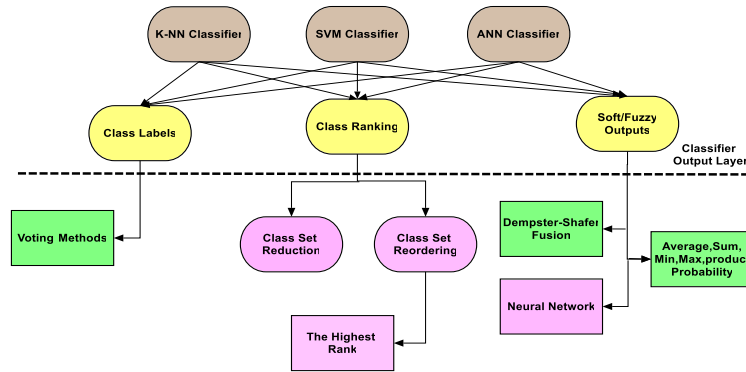 K-NN Classifier
SVM Classifier
ANN Classifier
Class Labels
Class Ranking
Soft/Fuzzy
Outputs
Classifier
Output Layer
Voting Methods
Class Set
Reduction
Class Set
Reordering
Dempster-Shafer
Fusion
Average,Sum,
Min,Max,product
Probability
Neural Network
The Highest
Rank